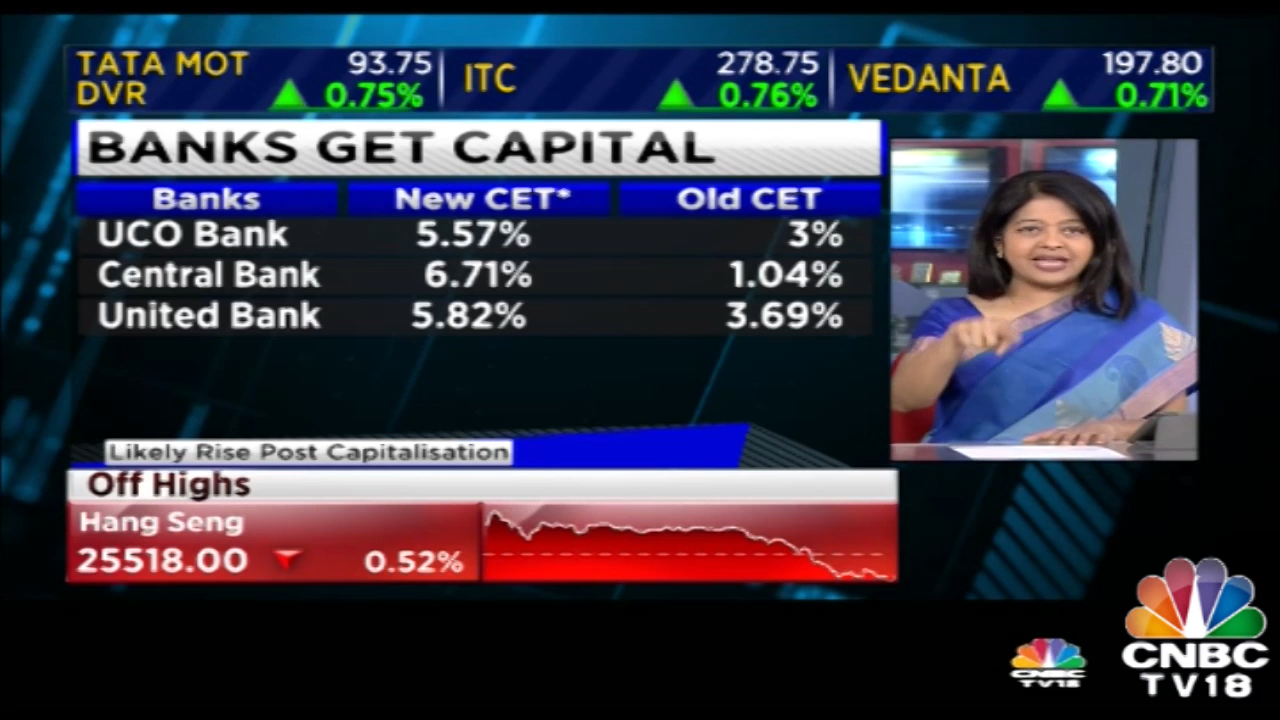 TATA MOT 93.75 ITC 278.75 VEDANTA 197.80
DVR 0.75% 0.76% 0.71%
BANKS GET CAPITAL
Banks New CET* Old CET
UCO Bank 5.57% 3%
Central Bank 6.71% 1.04%
United Bank 5.82% 3.69%
Likely Rise Post Capitalisation
Off Highs
Hang Seng
25518.00 0.52%
CNBC
TV18
CNBC
TV18